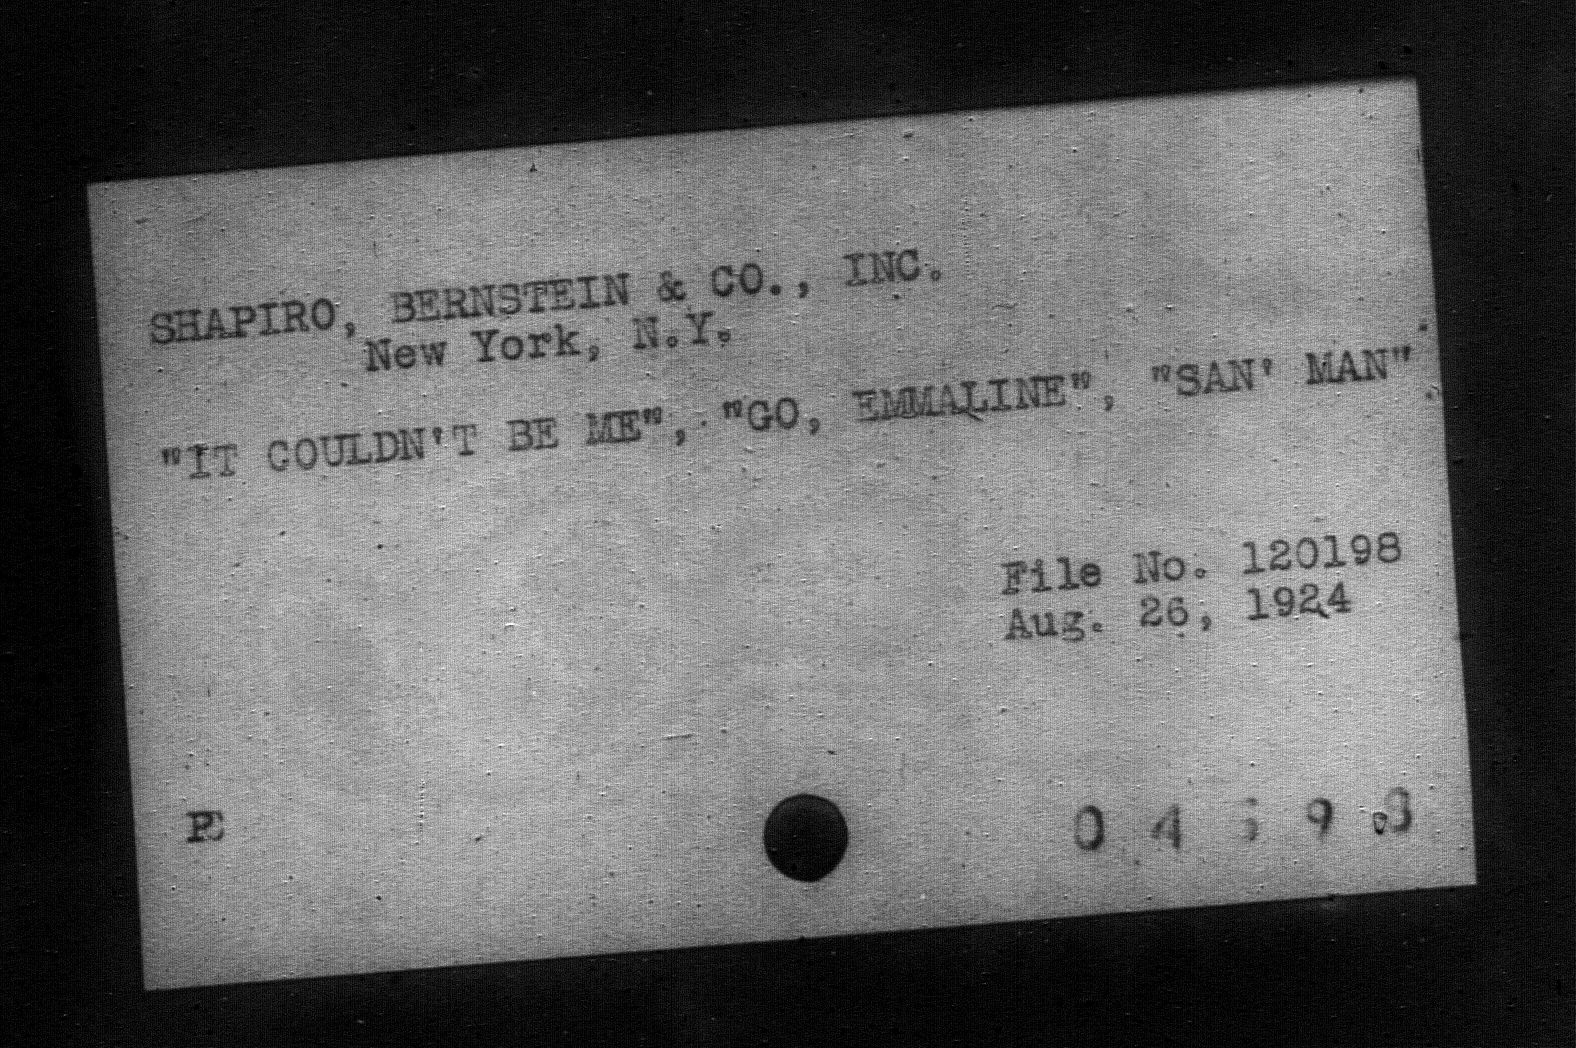 SHAPIRO, BERNSTEIN & CO., INC.
New York, N.Y.
"IT COULDN'T BE ME", "GO, EMMALINE", "SAN' MAN"
File No. 120198
Aug. 26, 1924